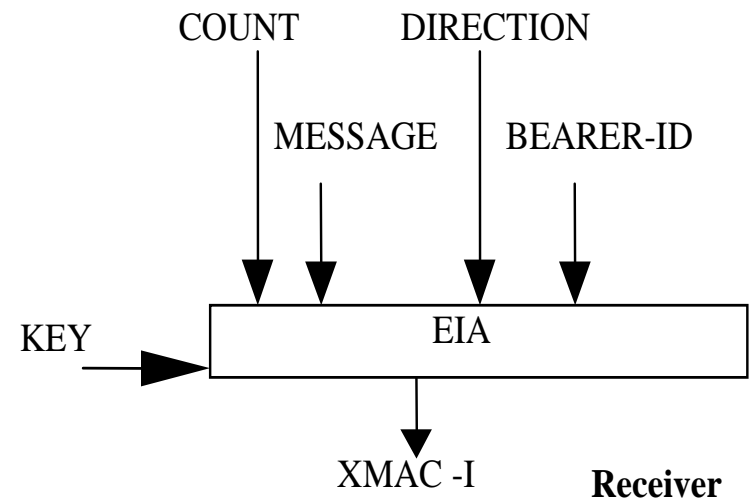 COUNT DIRECTION
MESSAGE BEARER-ID
EIA
KEY
XMAC -I
Receiver